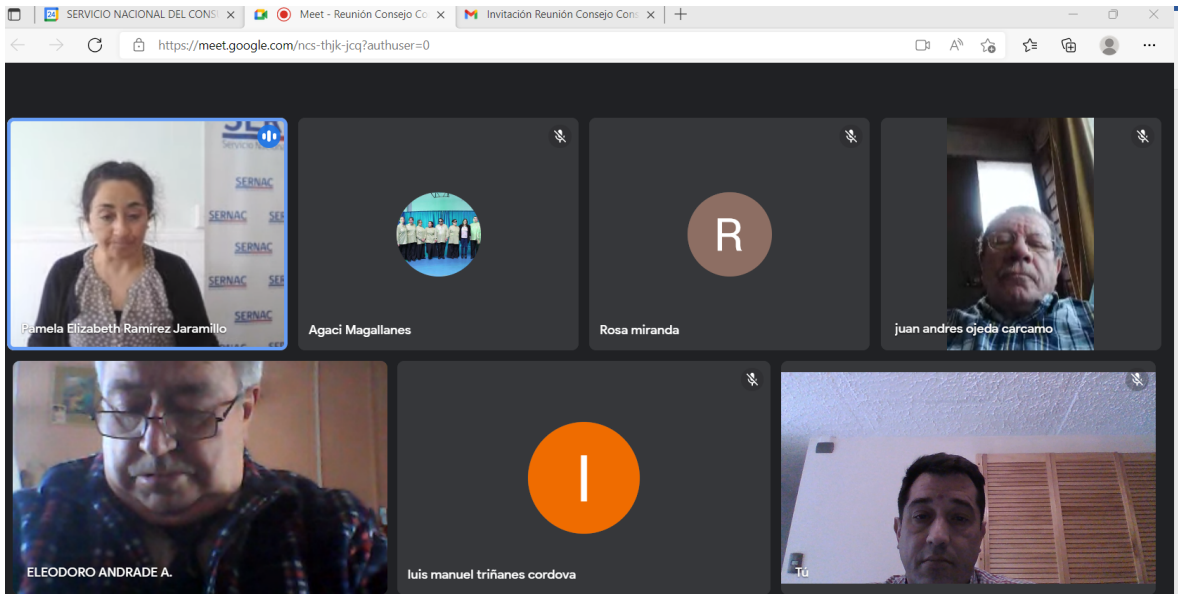 SERVICIO NACIONAL DEL CONS
Meet - Reunión Consejo Co
Invitación Reunión Consejo Cons
https://meet.google.com/ncs-thjk-jcq?authuser=0
SERNAC
SERNAC
SERNAC
SERNAC
SERNAC
Pamela Elizabeth Ramírez Jaramillo
Agaci Magallanes
R
Rosa miranda
juan andres ojeda carcamo
ELEODORO ANDRADE A.
l
luis manuel triñanes cordova
Tú